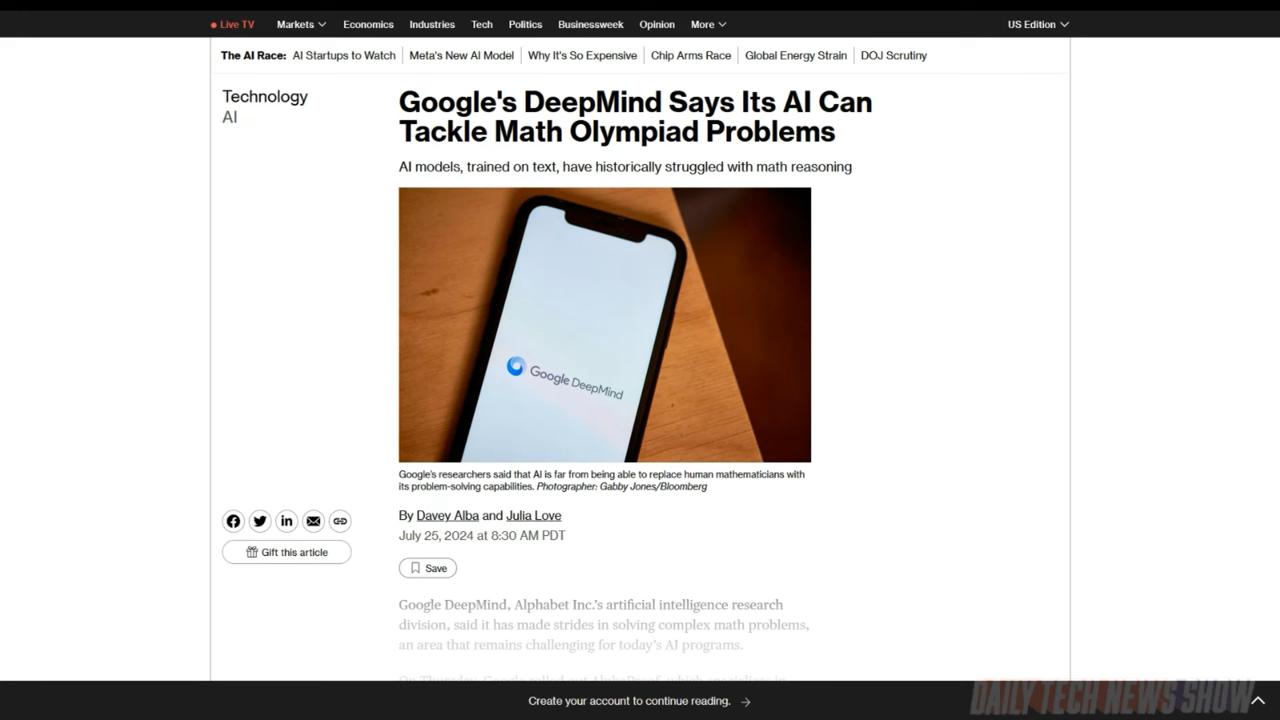 Live TV Markets Economics Industries Tech Politics Businessweek Opinion More US Edition
The AI Race: AI Startups to Watch Meta's New AI Model Why It's So Expensive Chip Arms Race Global Energy Strain DOJ Scrutiny
Technology
AI
Google's DeepMind Says Its AI Can
Tackle Math Olympiad Problems
AI models, trained on text, have historically struggled with math reasoning
Google DeepMind
Google's researchers said that AI is far from being able to replace human mathematicians with
its problem-solving capabilities. Photographer: Gabby Jones/Bloomberg
By Davey Alba and Julia Love
July 25, 2024 at 8:30 AM PDT
Gift this article
Save
Google DeepMind, Alphabet Inc.'s artificial intelligence research
division, said it has made strides in solving complex math problems,
an area that remains challenging for today's AI programs.
Create your account to continue reading.
DAILY TECH NEWS SHOW